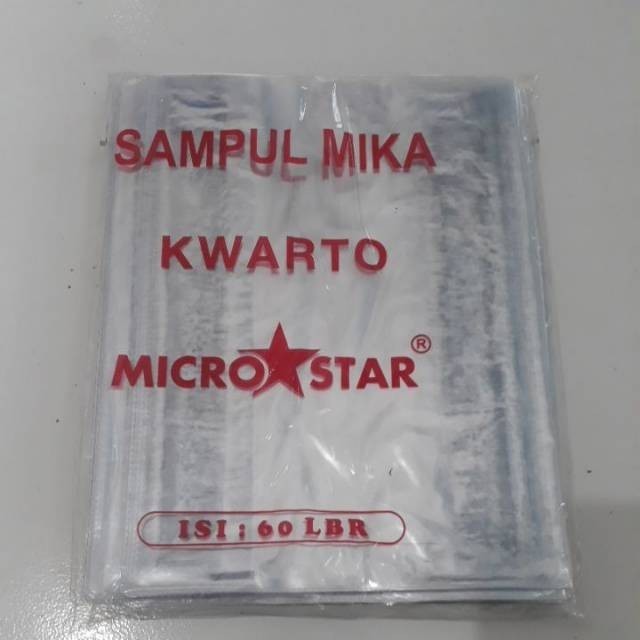 SAMPUL MIKA
KWARTO
MICRO★STAR®
ISI : 60 LBR